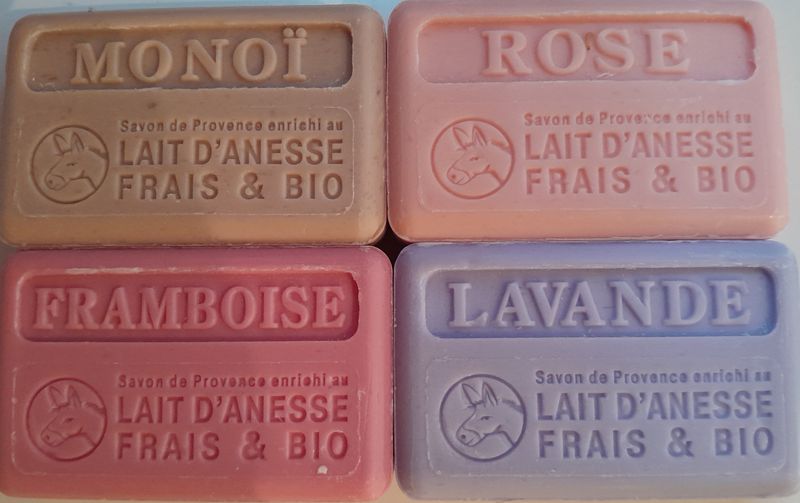 MONOÏ
Savon de Provence enrichi au
LAIT D'ANESSE
FRAIS & BIO
ROSE
Savon de Provence enrichi au
LAIT D'ANESSE
FRAIS & BIO
FRAMBOISE
Savon de Provence enrichi au
LAIT D'ANESSE
FRAIS & BIO
LAVANDE
Savon de Provence enrichi au
LAIT D'ANESSE
FRAIS & BIO